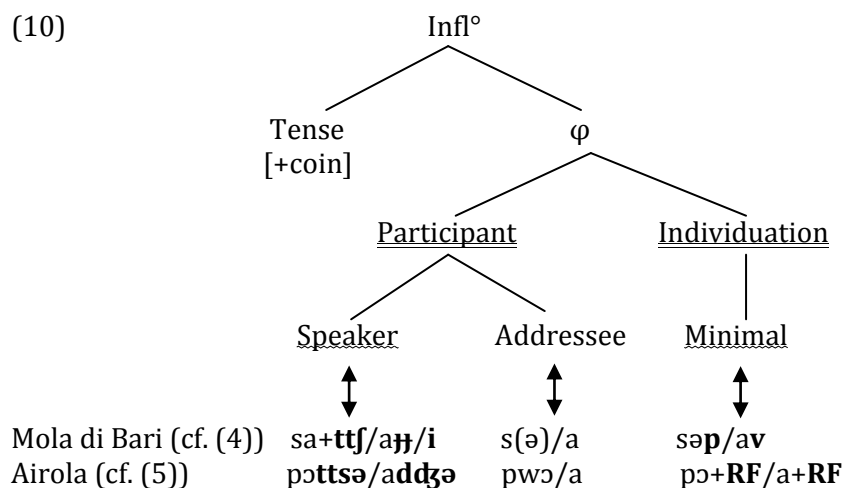 (10) Infl°
Tense φ
[+coin]
Participant Individuation
Speaker Addressee Minimal
Mola di Bari (cf. (4)) sa+ttʃ/aɟɟ/i s(ə)/a səp/av
Airola (cf. (5)) pɔttsə/addʒə pwɔ/a pɔ+RF/a+RF